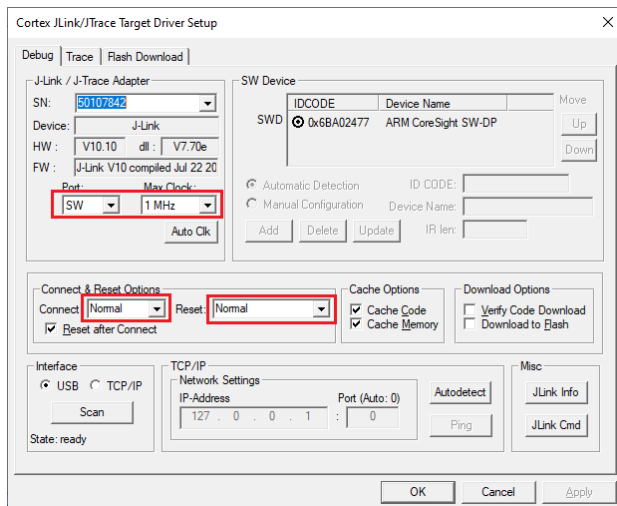 Cortex JLink/JTrace Target Driver Setup
Debug | Trace | Flash Download
J-Link / J-Trace Adapter
SN: 50107842
Device: J-Link
HW : V10.10 dll : V7.70e
FW : J-Link V10 compiled Jul 22 20
Port: Max Clock:
SW 1 MHz
Auto Clk
SW Device
IDCODE Device Name Move
SWD 0x6BA02477 ARM CoreSight SW-DP Up
Down
Automatic Detection ID CODE:
Manual Configuration Device Name:
Add Delete Update IR len:
Connect & Reset Options
Connect Normal Reset: Normal
Reset after Connect
Cache Options
Cache Code
Cache Memory
Download Options
Verify Code Download
Download to Flash
Interface
USB TCP/IP
Scan
State: ready
TCP/IP
Network Settings
IP-Address Port (Auto: 0)
127 . 0 . 0 . 1 : 0
Autodetect
Ping
Misc
JLink Info
JLink Cmd
OK Cancel Apply